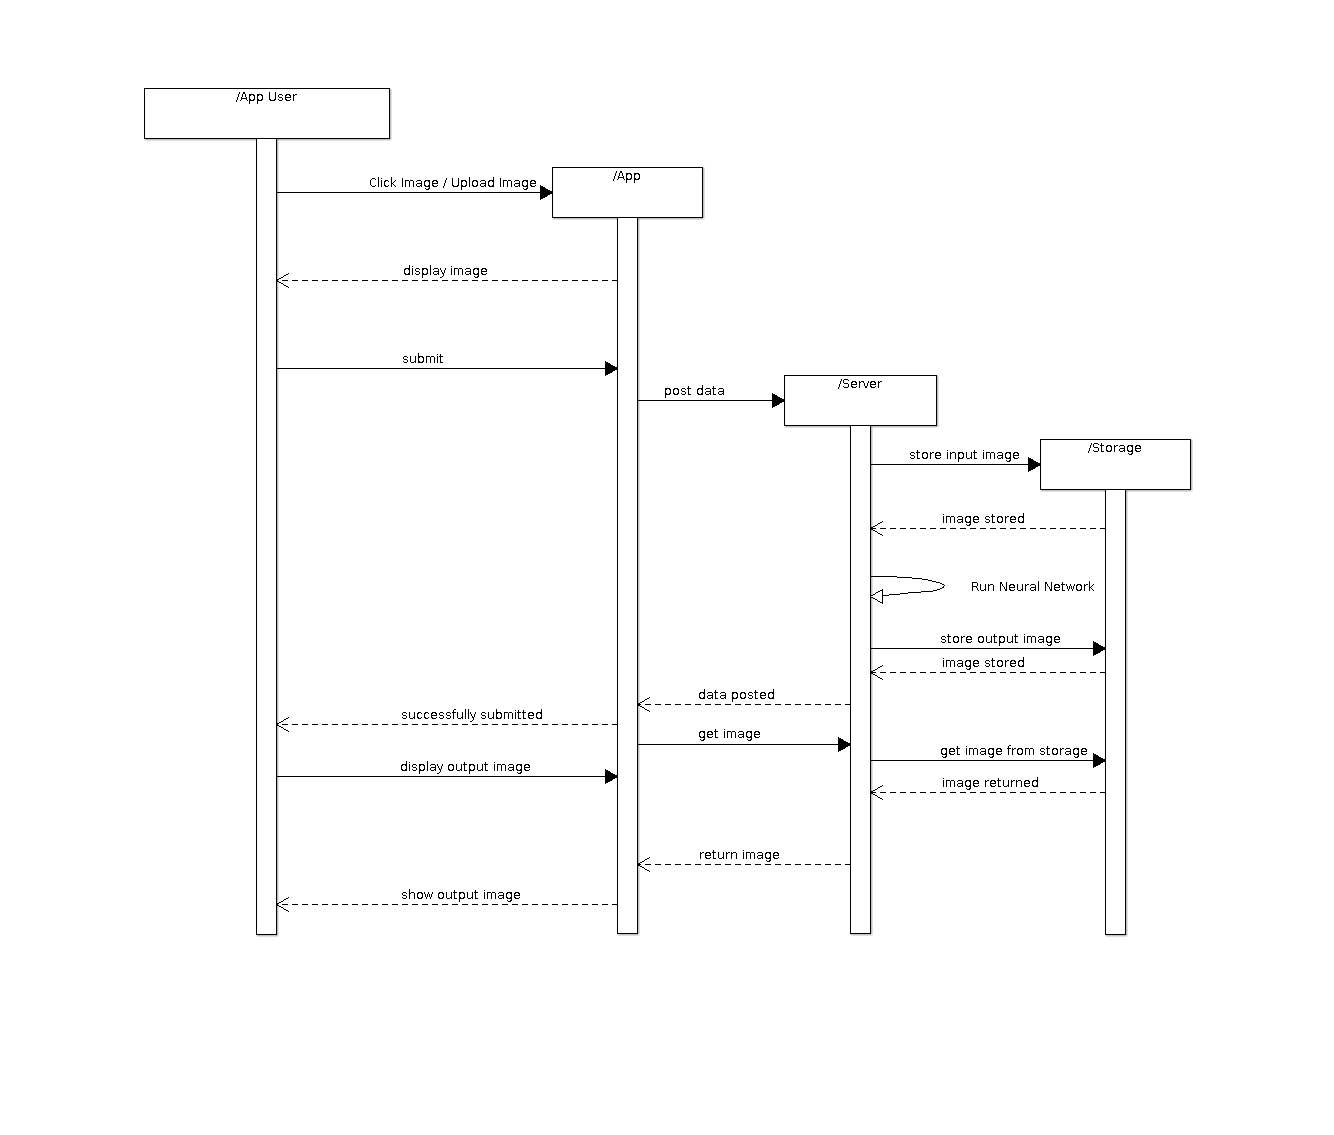 /App User
Click Image / Upload Image
/App
display image
submit
post data
/Server
store input image
/Storage
image stored
Run Neural Network
store output image
image stored
data posted
successfully submitted
get image
get image from storage
display output image
image returned
return image
show output image